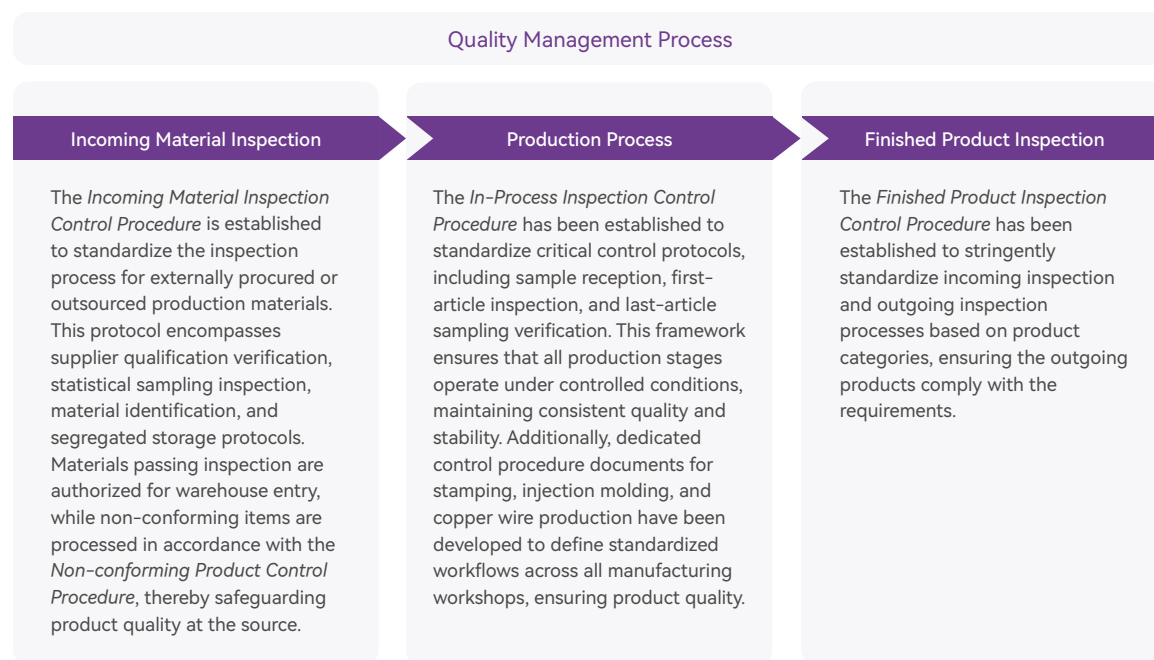 Quality Management Process
Incoming Material Inspection
The Incoming Material Inspection
Control Procedure is established
to standardize the inspection
process for externally procured or
outsourced production materials.
This protocol encompasses
supplier qualification verification,
statistical sampling inspection,
material identification, and
segregated storage protocols.
Materials passing inspection are
authorized for warehouse entry,
while non-conforming items are
processed in accordance with the
Non-conforming Product Control
Procedure, thereby safeguarding
product quality at the source.
Production Process
The In-Process Inspection Control
Procedure has been established to
standardize critical control protocols,
including sample reception, first-
article inspection, and last-article
sampling verification. This framework
ensures that all production stages
operate under controlled conditions,
maintaining consistent quality and
stability. Additionally, dedicated
control procedure documents for
stamping, injection molding, and
copper wire production have been
developed to define standardized
workflows across all manufacturing
workshops, ensuring product quality.
Finished Product Inspection
The Finished Product Inspection
Control Procedure has been
established to stringently
standardize incoming inspection
and outgoing inspection
processes based on product
categories, ensuring the outgoing
products comply with the
requirements.